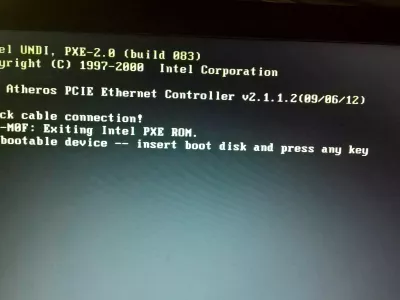 el UNDI, PXE-2.0 (build 083)
yright (C) 1997-2000 Intel Corporation
Atheros PCIE Ethernet Controller v2.1.1.2(09/06/12)
ck cable connection!
-M0F: Exiting Intel PXE ROM.
bootable device -- insert boot disk and press any key